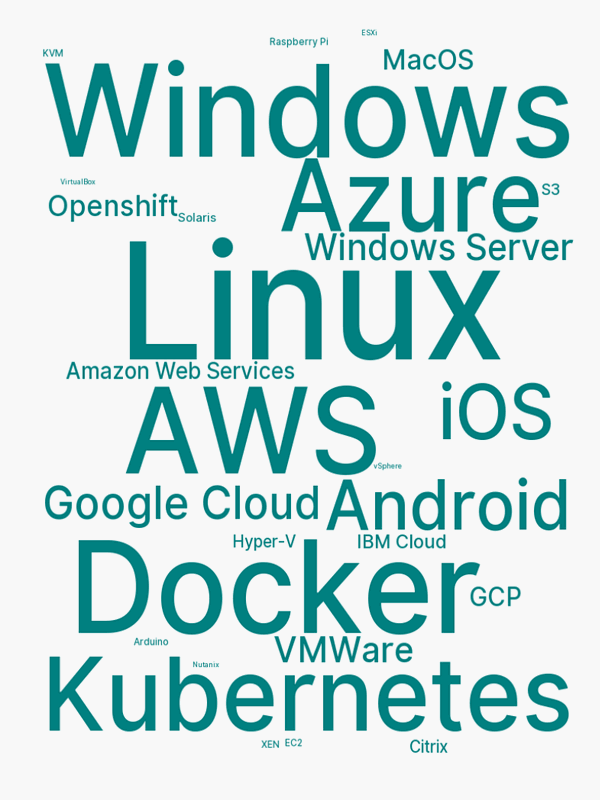 ESXi
Raspberry Pi
KVM
MacOS
Windows
VirtualBox
Azure
S3
Openshift
Solaris
Windows Server
Linux
Amazon Web Services
AWS
iOS
vSphere
Google Cloud
Android
Hyper-V
IBM Cloud
Docker
GCP
Arduino
VMWare
Nutanix
Kubernetes
XEN
EC2
Citrix